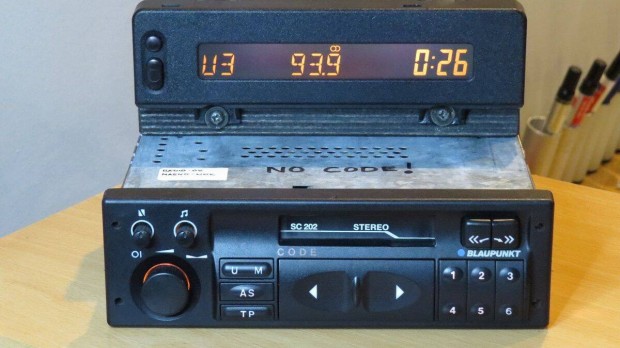 U3 93.9 0:26
NO CODE!
SC 202 STEREO
CODE
BLAUPUNKT
U M
AS
TP
1 2 3
4 5 6